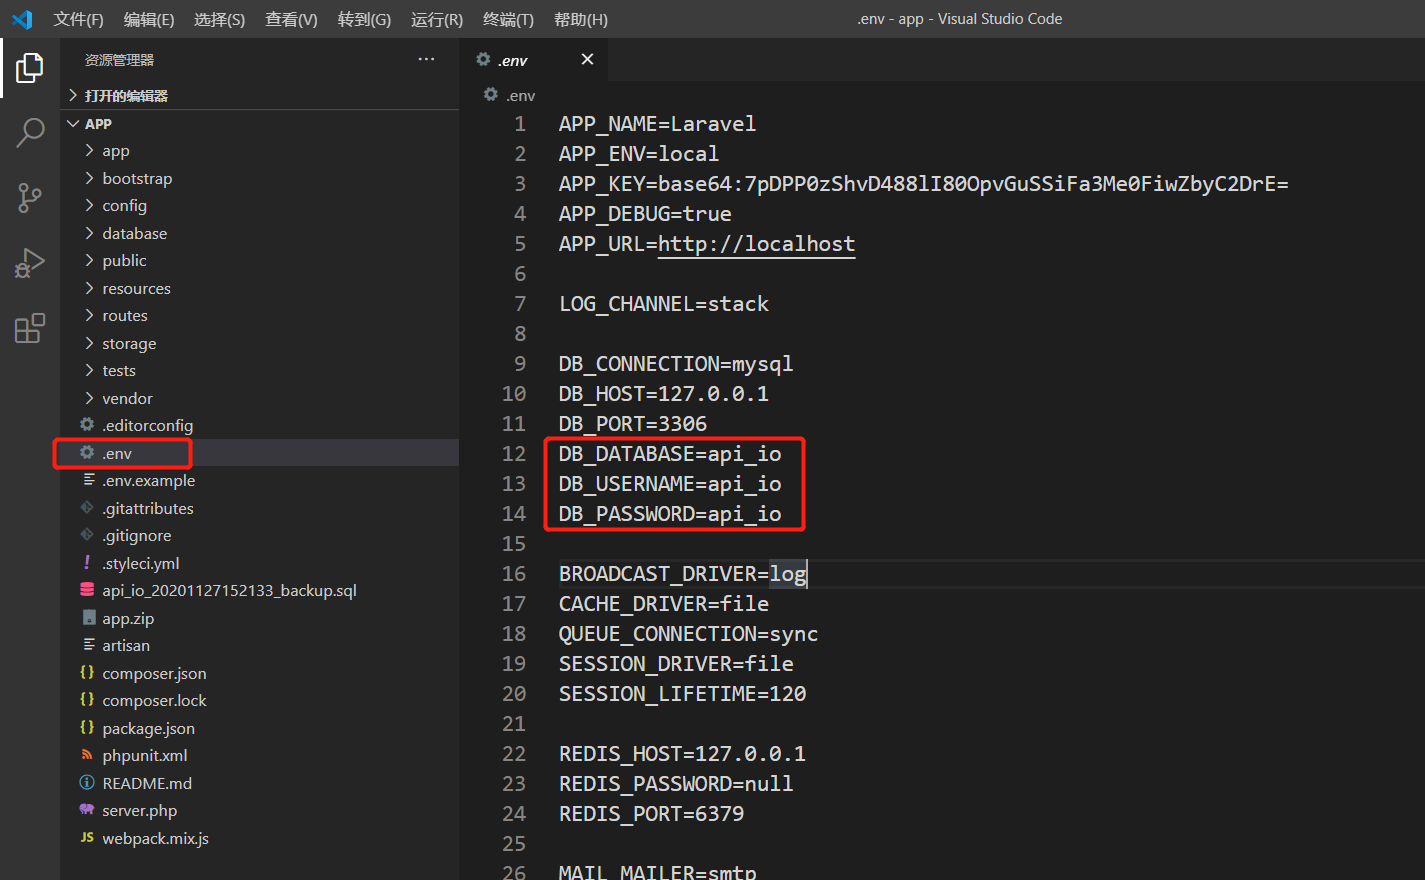 文件(F) 编辑(E) 选择(S) 查看(V) 转到(G) 运行(R) 终端(T) 帮助(H) .env - app - Visual Studio Code
资源管理器
打开的编辑器
APP
app
bootstrap
config
database
public
resources
routes
storage
tests
vendor
.editorconfig
.env
.env.example
.gitattributes
.gitignore
.styleci.yml
api_io_20201127152133_backup.sql
app.zip
artisan
composer.json
composer.lock
package.json
phpunit.xml
README.md
server.php
JS webpack.mix.js
.env
.env
1 APP_NAME=Laravel
2 APP_ENV=local
3 APP_KEY=base64:7pDPP0zShvD488lI80OpvGuSSiFa3Me0FiwZbyC2DrE=
4 APP_DEBUG=true
5 APP_URL=http://localhost
6
7 LOG_CHANNEL=stack
8
9 DB_CONNECTION=mysql
10 DB_HOST=127.0.0.1
11 DB_PORT=3306
12 DB_DATABASE=api_io
13 DB_USERNAME=api_io
14 DB_PASSWORD=api_io
15
16 BROADCAST_DRIVER=log
17 CACHE_DRIVER=file
18 QUEUE_CONNECTION=sync
19 SESSION_DRIVER=file
20 SESSION_LIFETIME=120
21
22 REDIS_HOST=127.0.0.1
23 REDIS_PASSWORD=null
24 REDIS_PORT=6379
25
26 MAIL_MAILER=smtp